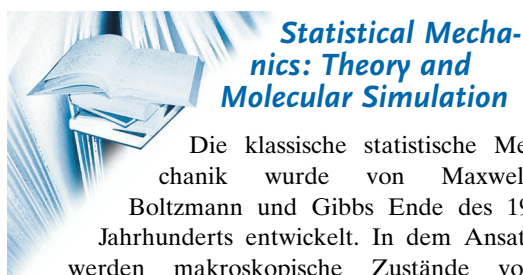 Statistical Mecha-
nics: Theory and
Molecular Simulation
Die klassische statistische Me
chanik wurde von Maxwel
Boltzmann und Gibbs Ende des 19
Jahrhunderts entwickelt. In dem Ansat
werden makroskopische Zustände vo